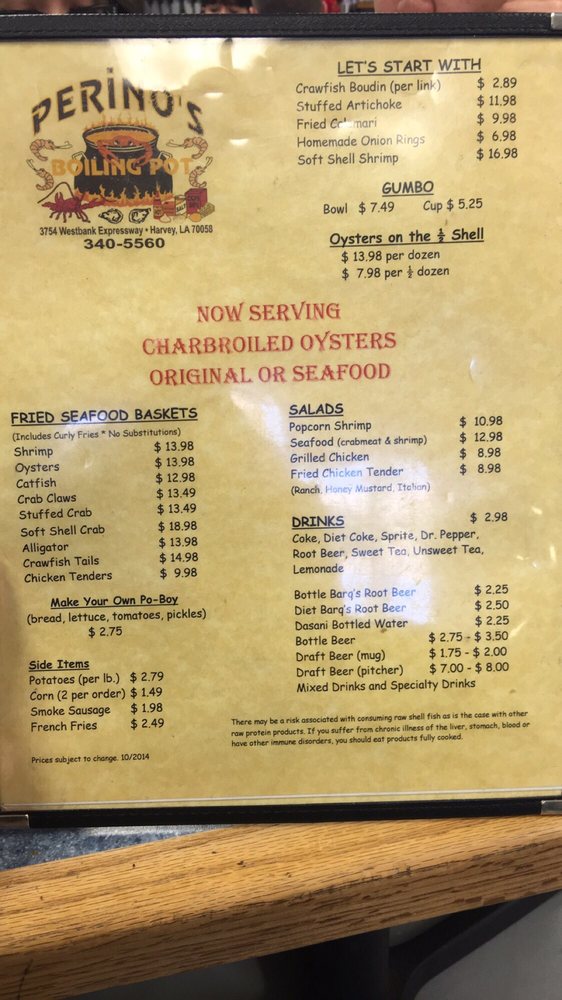 PERINO'S
BOILING POT
3754 Westbank Expressway • Harvey, LA 70058
340-5560
LET'S START WITH
Crawfish Boudin (per link) $ 2.89
Stuffed Artichoke $ 11.98
Fried Calamari $ 9.98
Homemade Onion Rings $ 6.98
Soft Shell Shrimp $ 16.98
GUMBO
Bowl $ 7.49 Cup $ 5.25
Oysters on the ½ Shell
$ 13.98 per dozen
$ 7.98 per ½ dozen
NOW SERVING
CHARBROILED OYSTERS
ORIGINAL OR SEAFOOD
FRIED SEAFOOD BASKETS
(Includes Curly Fries * No Substitutions)
Shrimp $ 13.98
Oysters $ 13.98
Catfish $ 12.98
Crab Claws $ 13.49
Stuffed Crab $ 13.49
Soft Shell Crab $ 18.98
Alligator $ 13.98
Crawfish Tails $ 14.98
Chicken Tenders $ 9.98
Make Your Own Po-Boy
(bread, lettuce, tomatoes, pickles)
$ 2.75
Side Items
Potatoes (per lb.) $ 2.79
Corn (2 per order) $ 1.49
Smoke Sausage $ 1.98
French Fries $ 2.49
Prices subject to change. 10/2014
SALADS
Popcorn Shrimp $ 10.98
Seafood (crabmeat & shrimp) $ 12.98
Grilled Chicken $ 8.98
Fried Chicken Tender $ 8.98
(Ranch, Honey Mustard, Italian)
DRINKS $ 2.98
Coke, Diet Coke, Sprite, Dr. Pepper,
Root Beer, Sweet Tea, Unsweet Tea,
Lemonade
Bottle Barq's Root Beer $ 2.25
Diet Barq's Root Beer $ 2.50
Dasani Bottled Water $ 2.25
Bottle Beer $ 2.75 - $ 3.50
Draft Beer (mug) $ 1.75 - $ 2.00
Draft Beer (pitcher) $ 7.00 - $ 8.00
Mixed Drinks and Specialty Drinks
There may be a risk associated with consuming raw shell fish as is the case with other
raw protein products. If you suffer from chronic illness of the liver, stomach, blood or
have other immune disorders, you should eat products fully cooked.